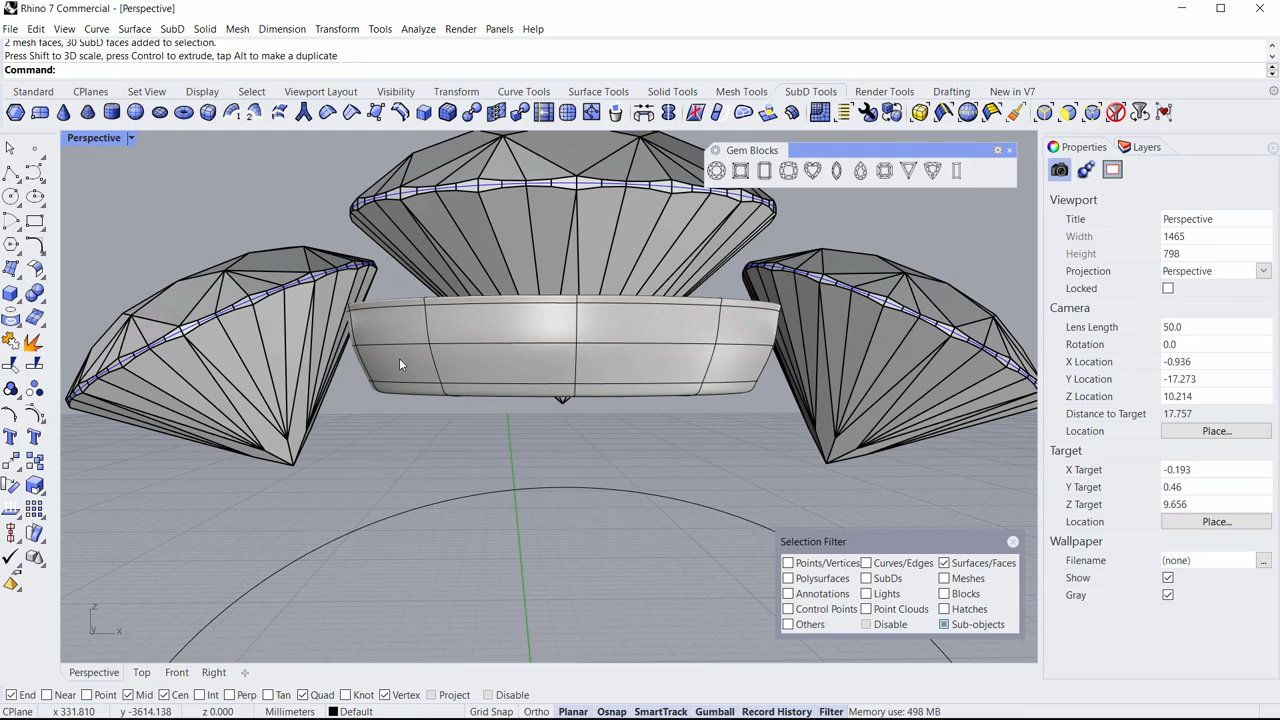 Rhino 7 Commercial - [Perspective]
File Edit View Curve Surface SubD Solid Mesh Dimension Transform Tools Analyze Render Panels Help
2 mesh faces, 30 SubD faces added to selection.
Press Shift to 3D scale, press Control to extrude, tap Alt to make a duplicate
Command:
Standard CPlanes Set View Display Select Viewport Layout Visibility Transform Curve Tools Surface Tools Solid Tools Mesh Tools SubD Tools Render Tools Drafting New in V7
Perspective
Gem Blocks
Properties Layers
Viewport
Title Perspective
Width 1465
Height 798
Projection Perspective
Locked
Camera
Lens Length 50.0
Rotation 0.0
X Location -0.936
Y Location -17.273
Z Location 10.214
Distance to Target 17.757
Location Place...
Target
X Target -0.193
Y Target 0.46
Z Target 9.656
Location Place...
Wallpaper
Filename (none) ...
Show
Gray
Selection Filter
Points/Vertices Curves/Edges Surfaces/Faces
Polysurfaces SubDs Meshes
Annotations Lights Blocks
Control Points Point Clouds Hatches
Others Disable Sub-objects
z
y x
Perspective Top Front Right
End Near Point Mid Cen Int Perp Tan Quad Knot Vertex Project Disable
CPlane x 331.810 y -3614.138 z 0.000 Millimeters Default Grid Snap Ortho Planar Osnap SmartTrack Gumball Record History Filter Memory use: 498 MB